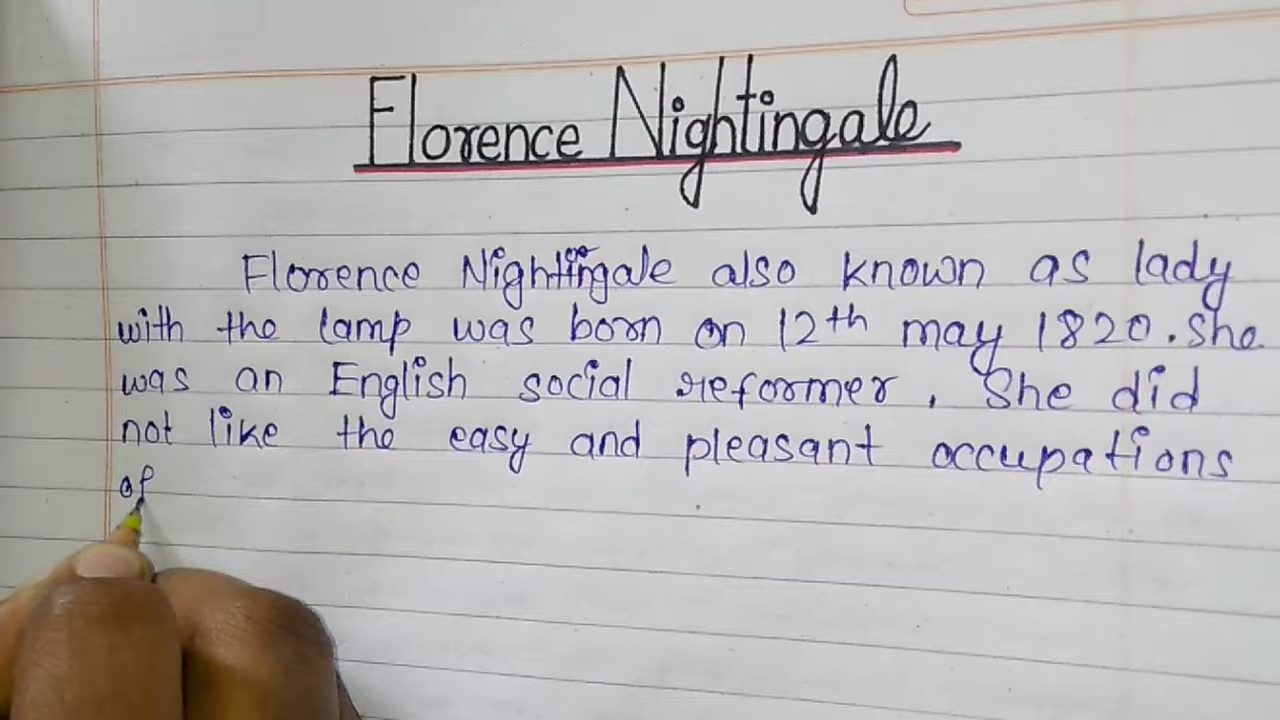 Florence Nightingale
Florence Nightingale also known as lady
with the lamp was born on 12th may 1820. She
was an English social reformer. She did
not like the easy and pleasant occupations
of